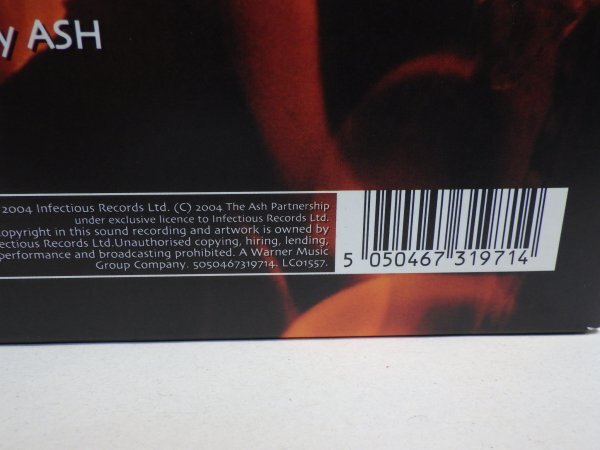 y ASH
2004 Infectious Records Ltd. (C) 2004 The Ash Partnership
under exclusive licence to Infectious Records Ltd.
opyright in this sound recording and artwork is owned by
ectious Records Ltd.Unauthorised copying, hiring, lending,
performance and broadcasting prohibited. A Warner Music
Group Company. 5050467319714. LC01557.
5 050467 319714